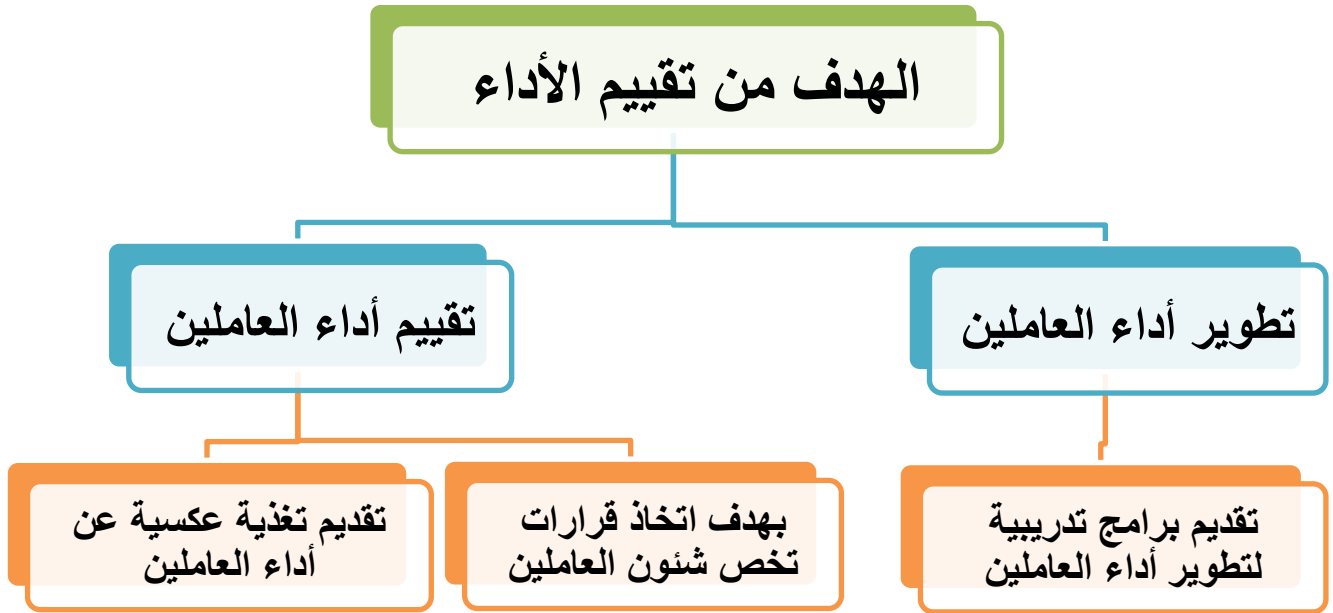 الهدف من تقييم الأداء
تطوير أداء العاملين
تقييم أداء العاملين
تقديم برامج تدريبية
لتطوير أداء العاملين
بهدف اتخاذ قرارات
تخص شئون العاملين
تقديم تغذية عكسية عن
أداء العاملين